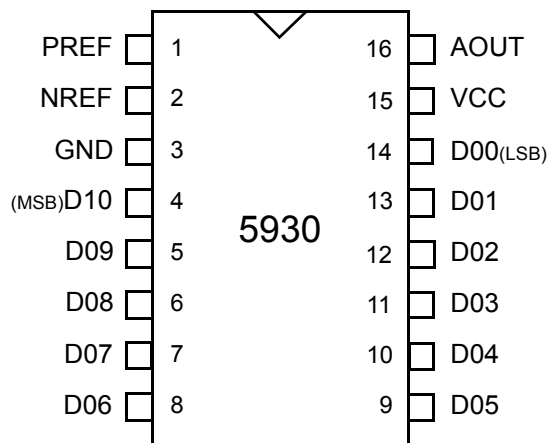 PREF 1 16 AOUT
NREF 2 15 VCC
GND 3 14 D00(LSB)
(MSB)D10 4 13 D01
5930
D09 5 12 D02
D08 6 11 D03
D07 7 10 D04
D06 8 9 D05